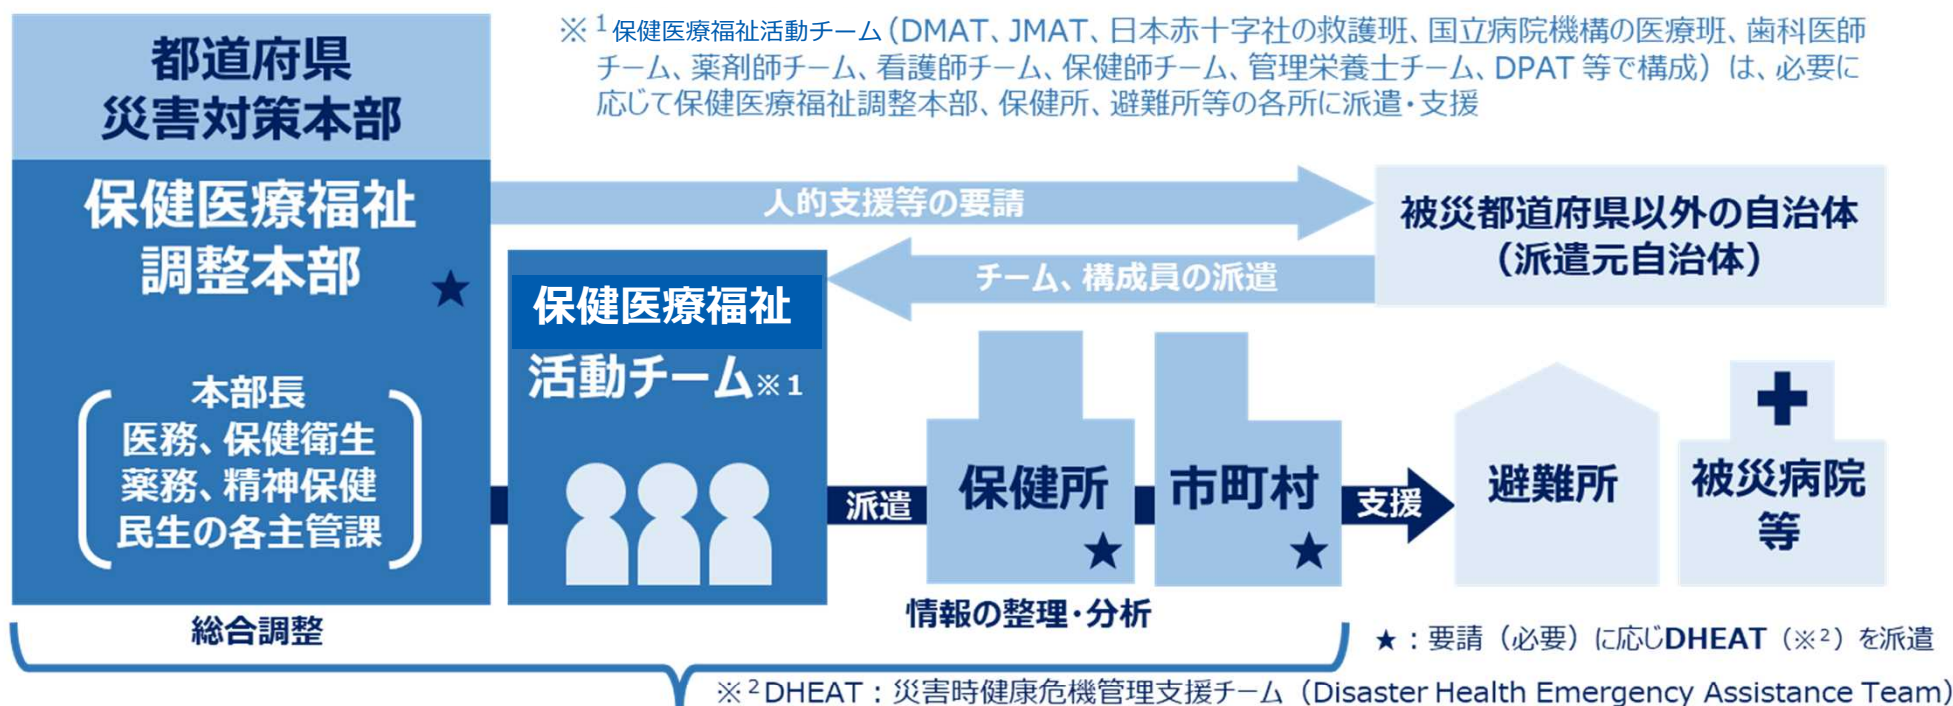 都道府県
災害対策本部
保健医療福祉
調整本部
★
本部長
医務、保健衛生
薬務、精神保健
民生の各主管課
総合調整
※1保健医療福祉活動チーム（DMAT、JMAT、日本赤十字社の救護班、国立病院機構の医療班、歯科医師
チーム、薬剤師チーム、看護師チーム、保健師チーム、管理栄養士チーム、DPAT 等で構成）は、必要に
応じて保健医療福祉調整本部、保健所、避難所等の各所に派遣・支援
人的支援等の要請
被災都道府県以外の自治体
（派遣元自治体）
チーム、構成員の派遣
保健医療福祉
活動チーム※1
派遣
保健所
★
市町村
★
情報の整理・分析
支援
避難所
被災病院
等
★：要請（必要）に応じDHEAT（※2）を派遣
※2DHEAT：災害時健康危機管理支援チーム（Disaster Health Emergency Assistance Team）